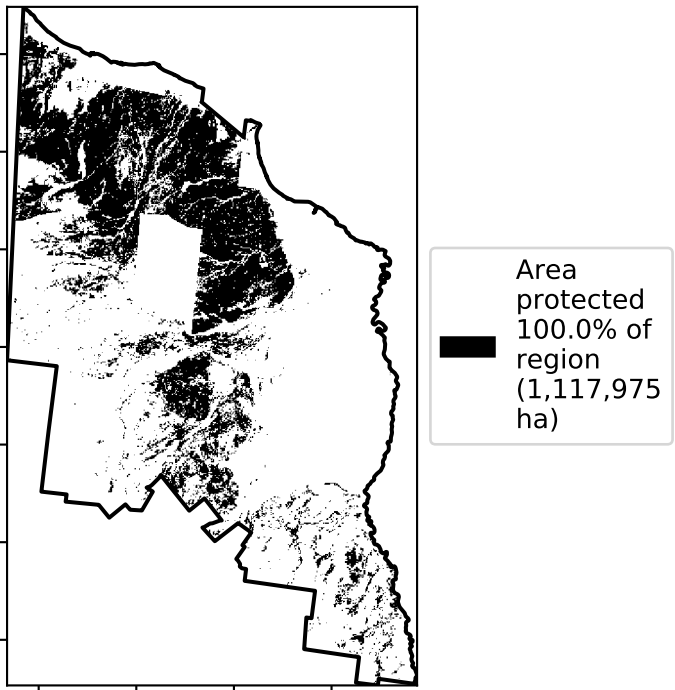 Area
protected
100.0% of
region
(1,117,975
ha)